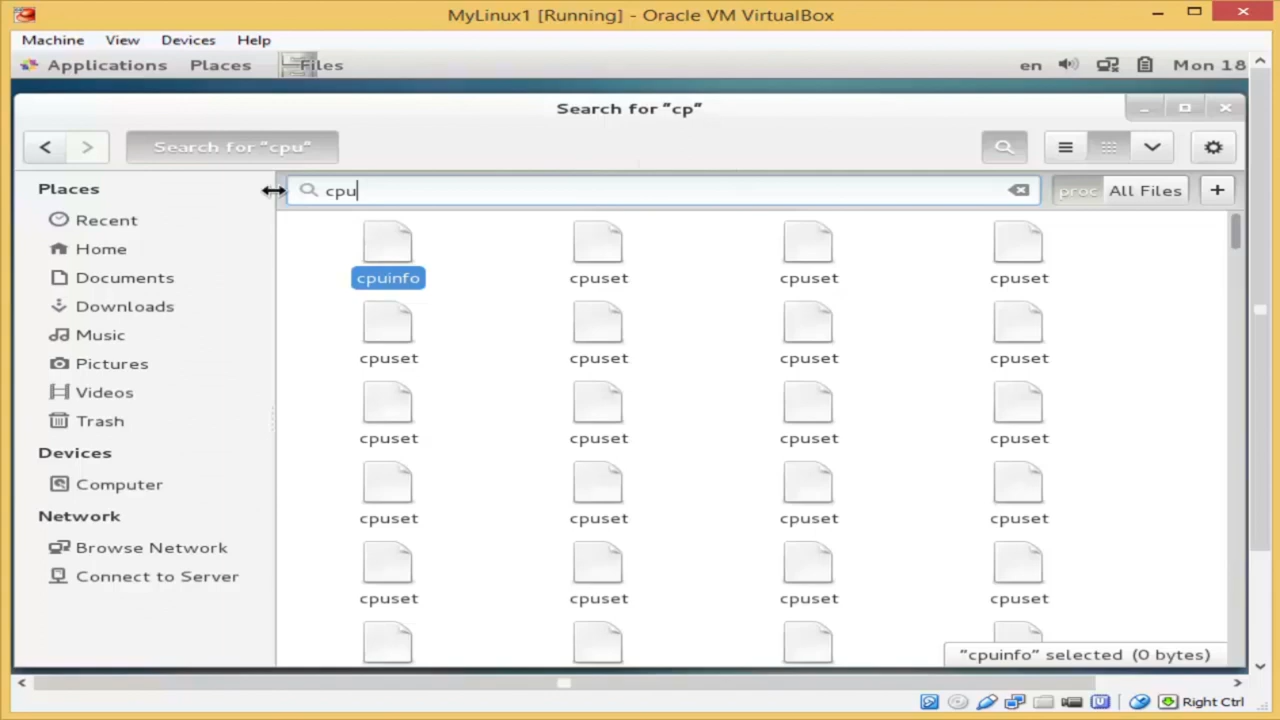 MyLinux1 [Running] - Oracle VM VirtualBox
Machine View Devices Help
Applications Places Files en Mon 18
Search for "cp"
Search for "cpu"
Places
cpu
proc All Files +
Recent
Home
Documents
Downloads
Music
Pictures
Videos
Trash
Devices
Computer
Network
Browse Network
Connect to Server
cpuinfo cpuset cpuset cpuset
cpuset cpuset cpuset cpuset
cpuset cpuset cpuset cpuset
cpuset cpuset cpuset cpuset
cpuset cpuset cpuset cpuset
"cpuinfo" selected (0 bytes)
Right Ctrl